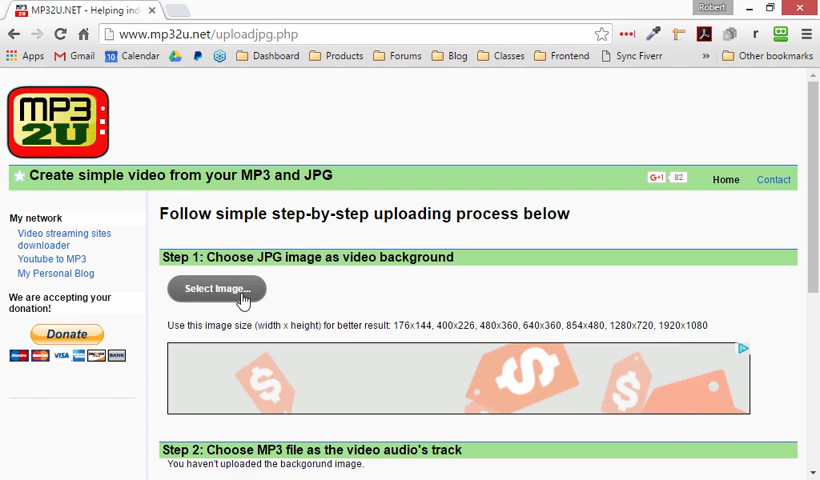 MP32U.NET - Helping ind
Robert
www.mp32u.net/uploadjpg.php
Apps
Gmail
10 Calendar
Dashboard
Products
Forums
Blog
Classes
Frontend
Sync Fiverr
»
Other bookmarks
MP3
2U
Create simple video from your MP3 and JPG
G+1 82
Home
Contact
My network
Video streaming sites
downloader
Youtube to MP3
My Personal Blog
We are accepting your
donation!
Donate
VISA
BANK
Follow simple step-by-step uploading process below
Step 1: Choose JPG image as video background
Select Image...
Use this image size (width x height) for better result: 176x144, 400x226, 480x360, 640x360, 854x480, 1280x720, 1920x1080
$ $ $
Step 2: Choose MP3 file as the video audio's track
You haven't uploaded the backgorund image.